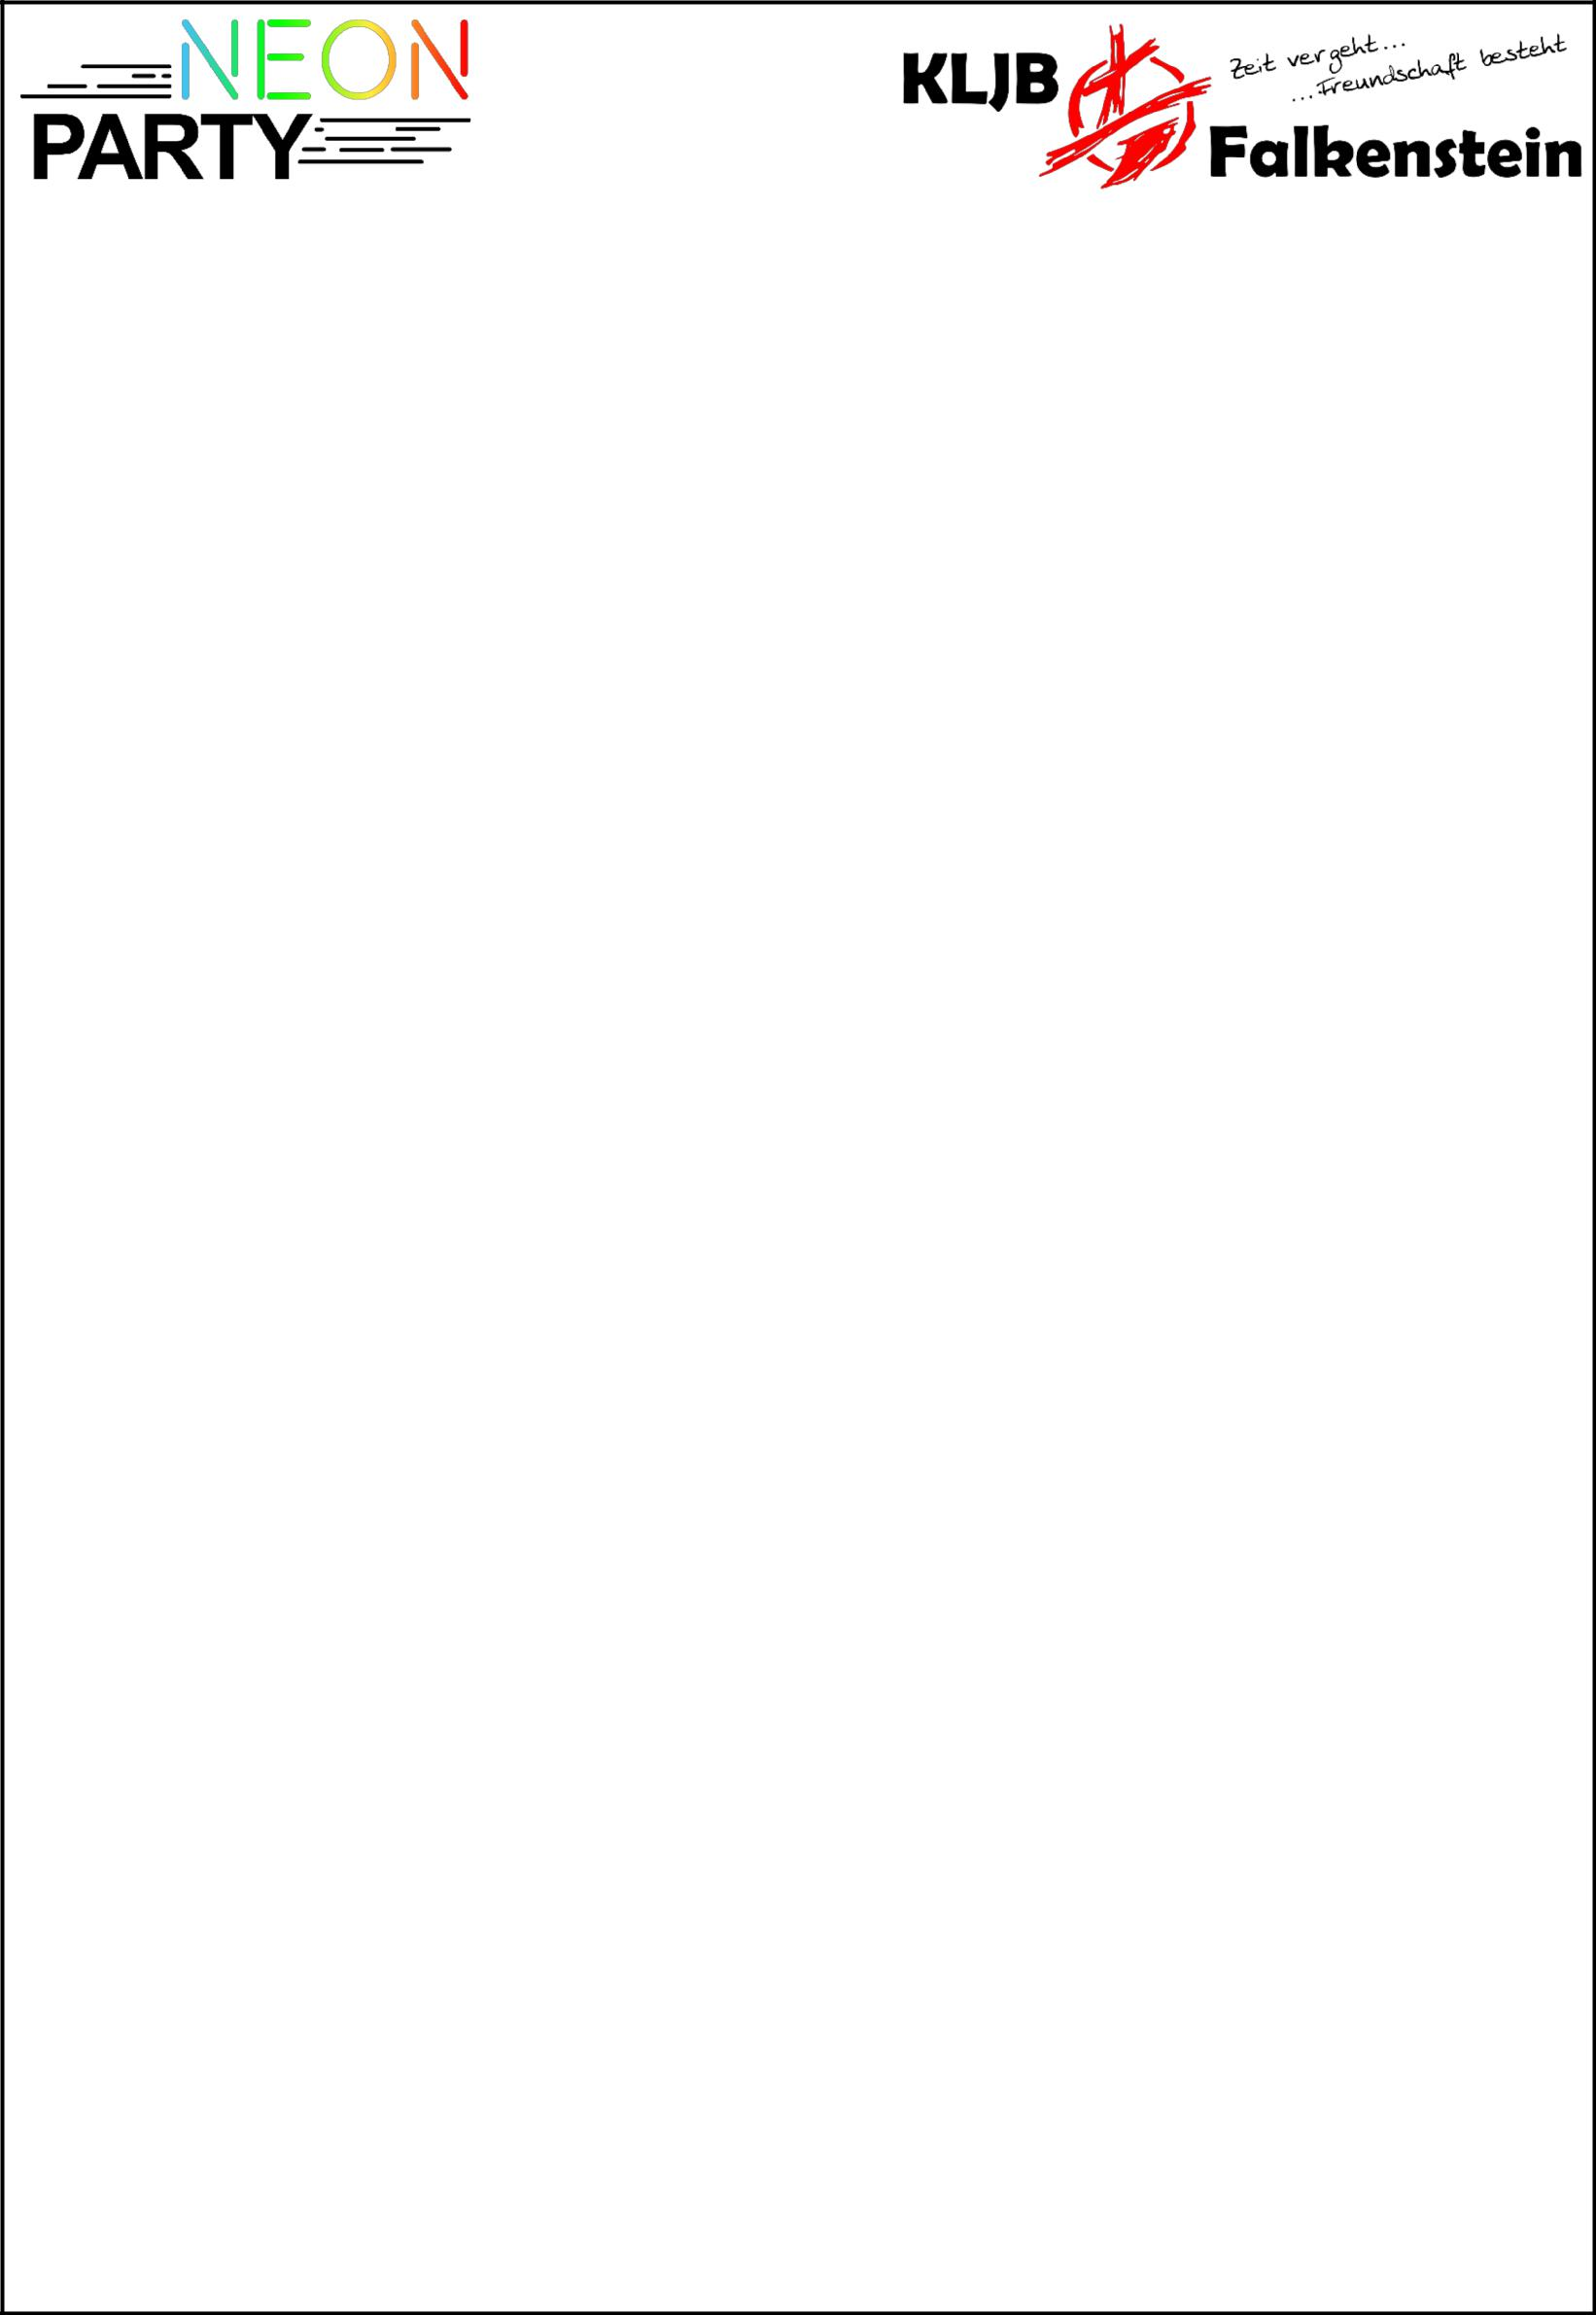 NEON
PARTY
KLJB
Zeit vergeht...
...Freundschaft besteht
Falkenstein